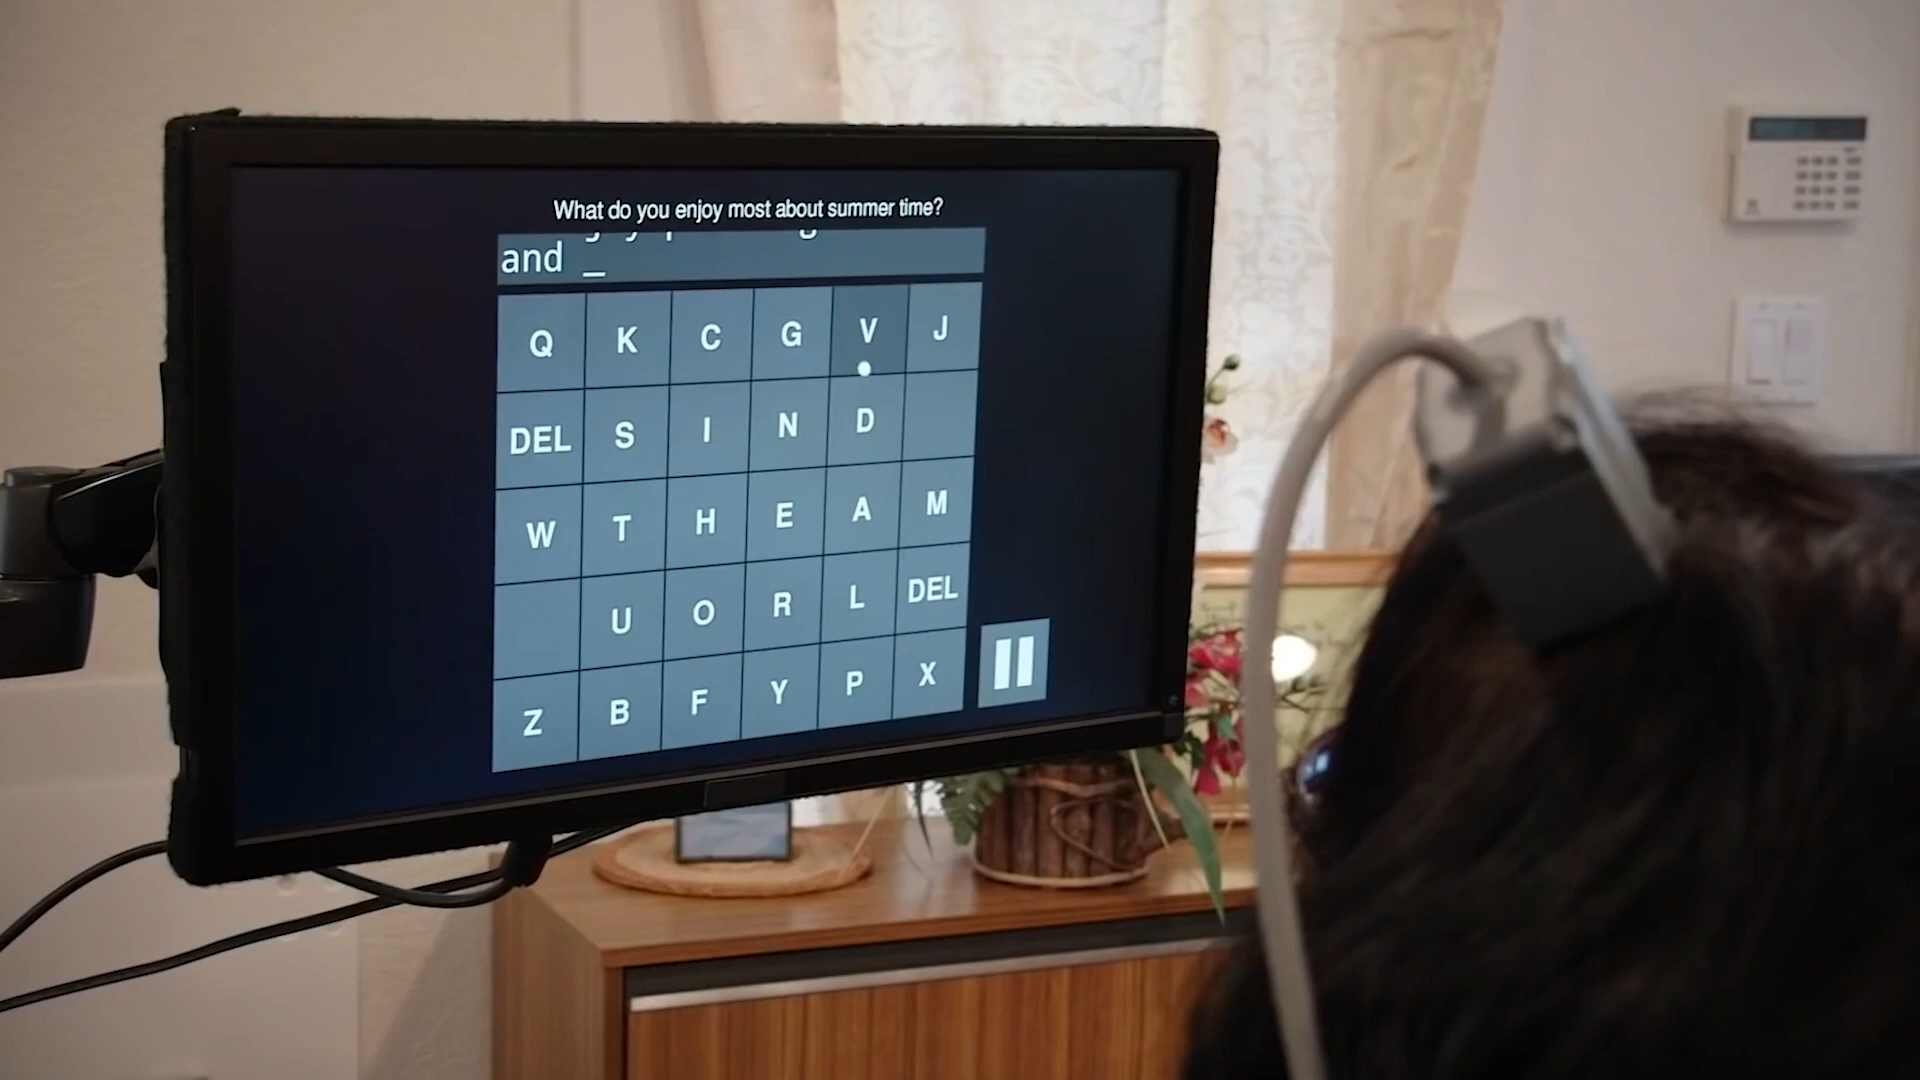 What do you enjoy most about summer time?
and _
Q K C G V J
DEL S I N D
W T H E A M
U O R L DEL
Z B F Y P X